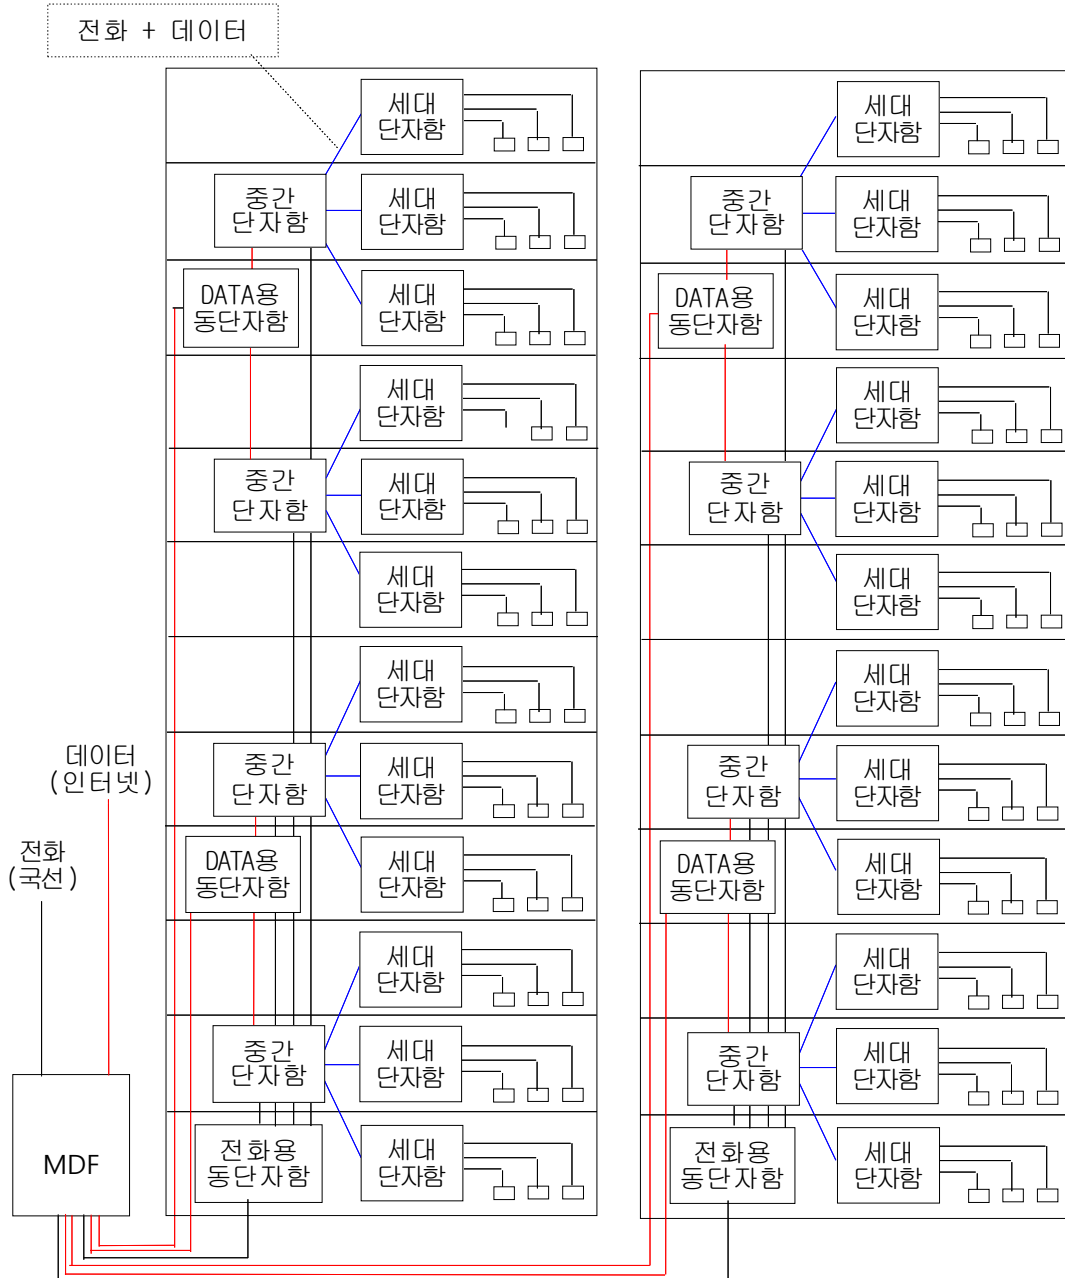 전화 + 데이터
세대
단자함
중간
단자함
세대
단자함
DATA용
동단자함
세대
단자함
세대
단자함
중간
단자함
세대
단자함
세대
단자함
세대
단자함
중간
단자함
세대
단자함
DATA용
동단자함
세대
단자함
세대
단자함
중간
단자함
세대
단자함
전화용
동단자함
세대
단자함
세대
단자함
중간
단자함
세대
단자함
DATA용
동단자함
세대
단자함
세대
단자함
중간
단자함
세대
단자함
세대
단자함
세대
단자함
중간
단자함
세대
단자함
DATA용
동단자함
세대
단자함
세대
단자함
중간
단자함
세대
단자함
전화용
동단자함
세대
단자함
데이터
(인터넷)
전화
(국선)
MDF